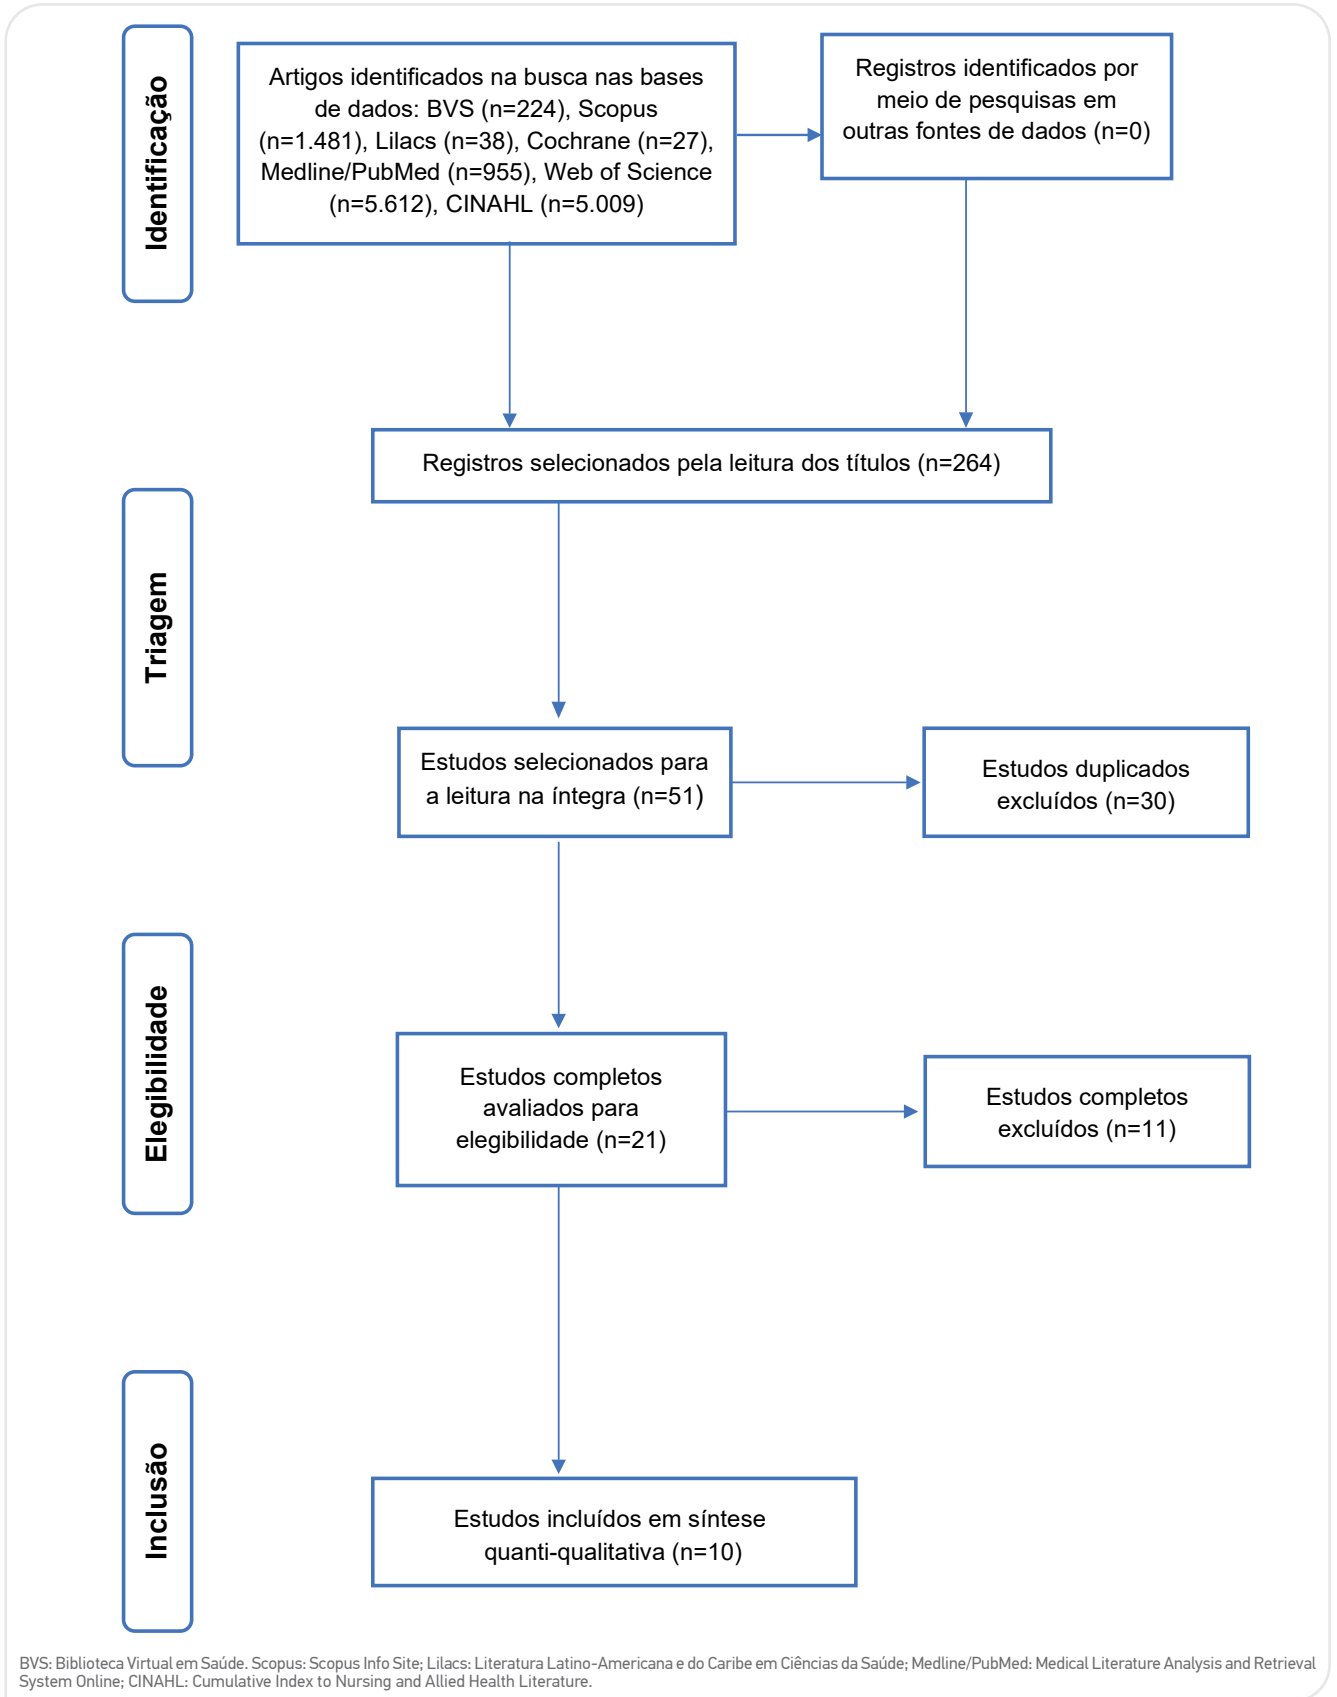 Identificação
Artigos identificados na busca nas bases
de dados: BVS (n=224), Scopus
(n=1.481), Lilacs (n=38), Cochrane (n=27),
Medline/PubMed (n=955), Web of Science
(n=5.612), CINAHL (n=5.009)
Registros identificados por
meio de pesquisas em
outras fontes de dados (n=0)
Registros selecionados pela leitura dos títulos (n=264)
Triagem
Estudos selecionados para
a leitura na íntegra (n=51)
Estudos duplicados
excluídos (n=30)
Elegibilidade
Estudos completos
avaliados para
elegibilidade (n=21)
Estudos completos
excluídos (n=11)
Inclusão
Estudos incluídos em síntese
quanti-qualitativa (n=10)
BVS: Biblioteca Virtual em Saúde. Scopus: Scopus Info Site; Lilacs: Literatura Latino-Americana e do Caribe em Ciências da Saúde; Medline/PubMed: Medical Literature Analysis and Retrieval
System Online; CINAHL: Cumulative Index to Nursing and Allied Health Literature.